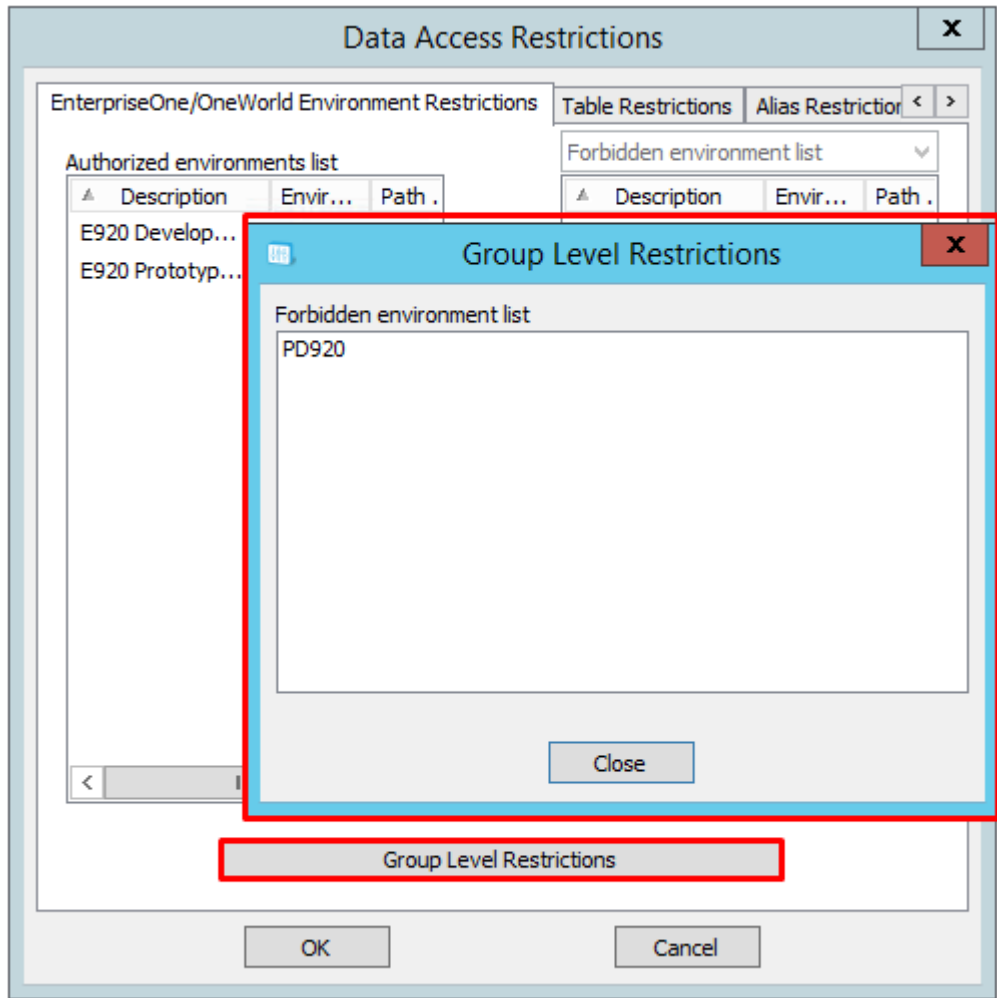 Data Access Restrictions
x
EnterpriseOne/OneWorld Environment Restrictions Table Restrictions Alias Restriction < >
Authorized environments list Forbidden environment list
Description Envir... Path . Description Envir... Path .
E920 Develop...
E920 Prototyp...
Group Level Restrictions
x
Forbidden environment list
PD920
Close
Group Level Restrictions
OK Cancel